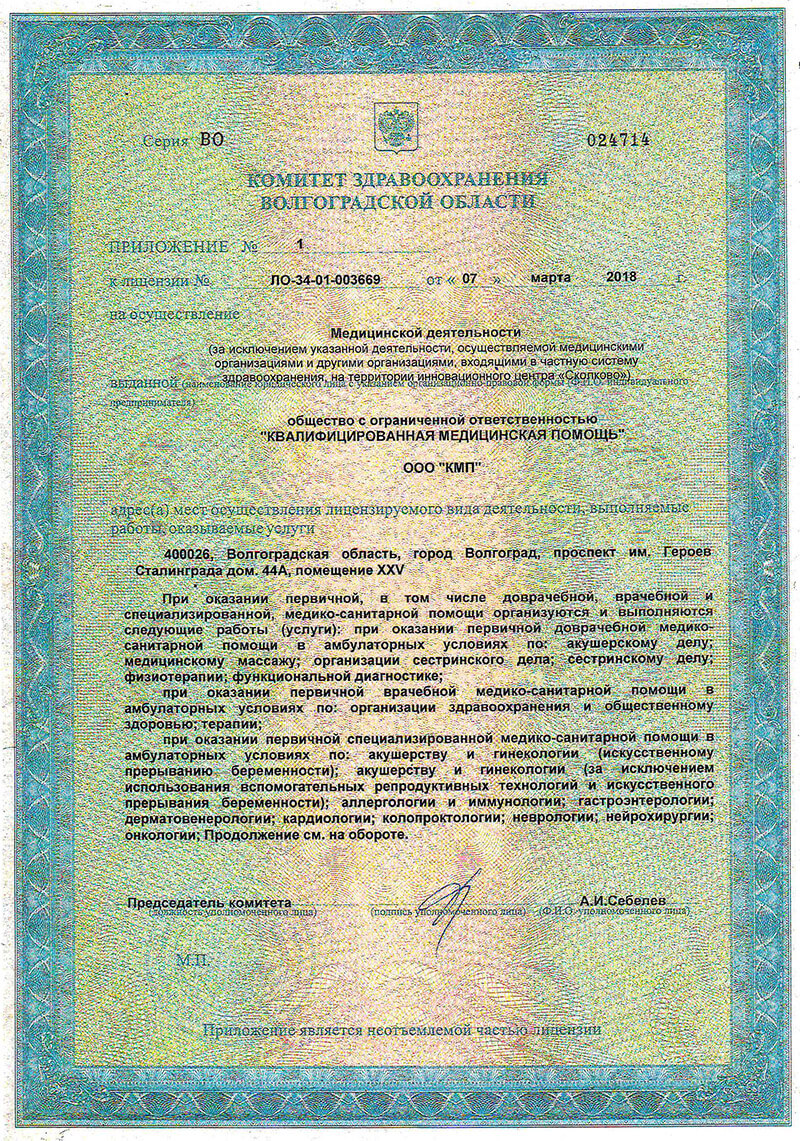 Серия ВО 024714
КОМИТЕТ ЗДРАВООХРАНЕНИЯ
ВОЛГОГРАДСКОЙ ОБЛАСТИ
ПРИЛОЖЕНИЕ № 1
к лицензии № ЛО-34-01-003669 от « 07 » марта 2018 г.
на осуществление
Медицинской деятельности
(за исключением указанной деятельности, осуществляемой медицинскими
организациями и другими организациями, входящими в частную систему
здравоохранения, на территории инновационного центра «Сколково»)
выданной (наименование юридического лица с указанием организационно-правовой формы (Ф.И.О. индивидуального
предпринимателя)
общество с ограниченной ответственностью
"КВАЛИФИЦИРОВАННАЯ МЕДИЦИНСКАЯ ПОМОЩЬ"
ООО "КМП"
адрес(а) мест осуществления лицензируемого вида деятельности, выполняемые
работы, оказываемые услуги
400026, Волгоградская область, город Волгоград, проспект им. Героев
Сталинграда дом. 44А, помещение XXV
При оказании первичной, в том числе доврачебной, врачебной и
специализированной, медико-санитарной помощи организуются и выполняются
следующие работы (услуги): при оказании первичной доврачебной медико-
санитарной помощи в амбулаторных условиях по: акушерскому делу;
медицинскому массажу; организации сестринского дела; сестринскому делу;
физиотерапии; функциональной диагностике;
при оказании первичной врачебной медико-санитарной помощи в
амбулаторных условиях по: организации здравоохранения и общественному
здоровью; терапии;
при оказании первичной специализированной медико-санитарной помощи в
амбулаторных условиях по: акушерству и гинекологии (искусственному
прерыванию беременности); акушерству и гинекологии (за исключением
использования вспомогательных репродуктивных технологий и искусственного
прерывания беременности); аллергологии и иммунологии; гастроэнтерологии;
дерматовенерологии; кардиологии; колопроктологии; неврологии; нейрохирургии;
онкологии; Продолжение см. на обороте.
Председатель комитета А.И.Себелев
(должность уполномоченного лица) (подпись уполномоченного лица) (Ф.И.О. уполномоченного лица)
М.П.
Приложение является неотъемлемой частью лицензии